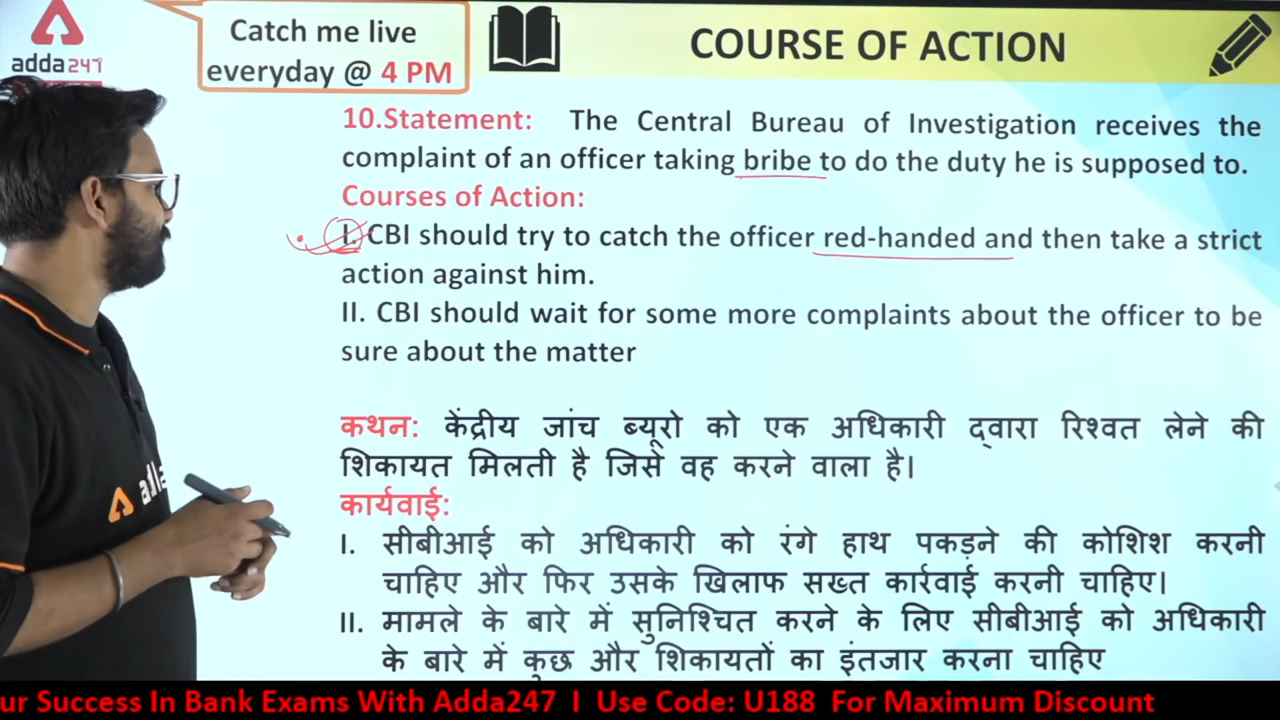 adda247
Catch me live
everyday @ 4 PM
COURSE OF ACTION
10.Statement: The Central Bureau of Investigation receives the
complaint of an officer taking bribe to do the duty he is supposed to.
Courses of Action:
I. CBI should try to catch the officer red-handed and then take a strict
action against him.
II. CBI should wait for some more complaints about the officer to be
sure about the matter
कथन: केंद्रीय जांच ब्यूरो को एक अधिकारी द्वारा रिश्वत लेने की
शिकायत मिलती है जिसे वह करने वाला है।
कार्यवाई:
I. सीबीआई को अधिकारी को रंगे हाथ पकड़ने की कोशिश करनी
चाहिए और फिर उसके खिलाफ सख्त कार्रवाई करनी चाहिए।
II. मामले के बारे में सुनिश्चित करने के लिए सीबीआई को अधिकारी
के बारे में कुछ और शिकायतों का इंतजार करना चाहिए
ur Success In Bank Exams With Adda247 I Use Code: U188 For Maximum Discount